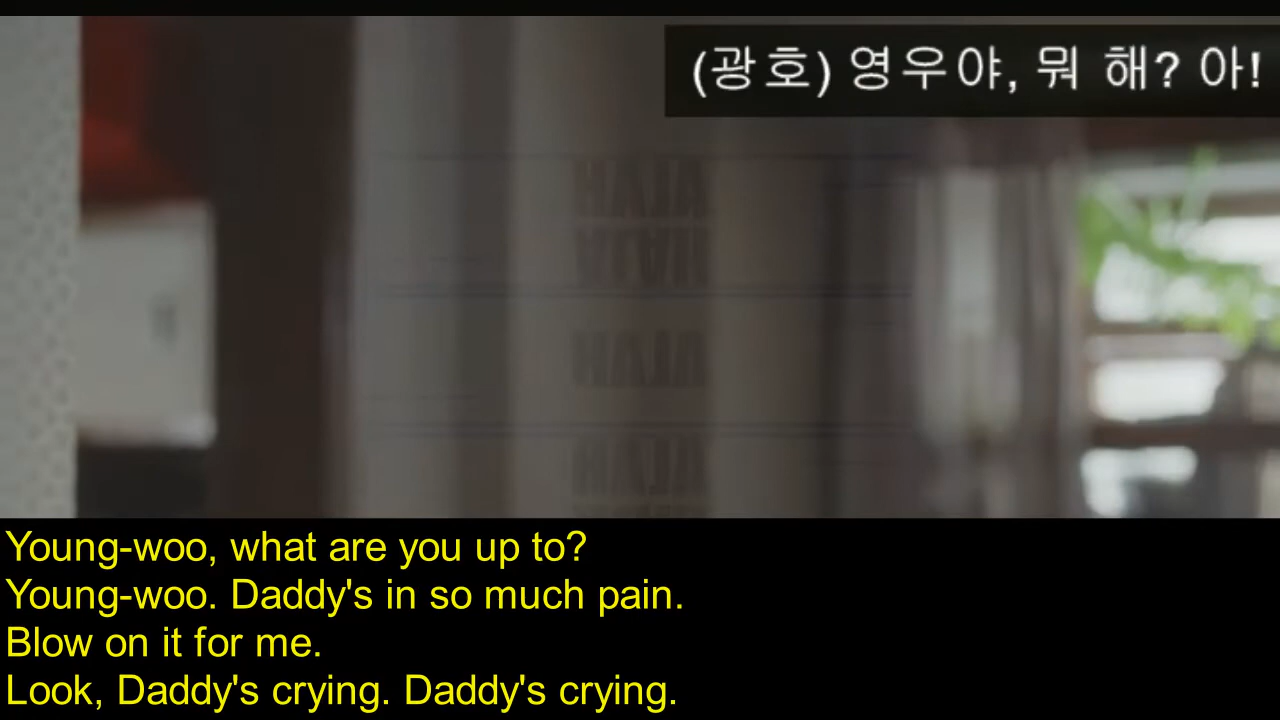 (광호) 영우야, 뭐 해? 아!
Young-woo, what are you up to?
Young-woo. Daddy's in so much pain.
Blow on it for me.
Look, Daddy's crying. Daddy's crying.